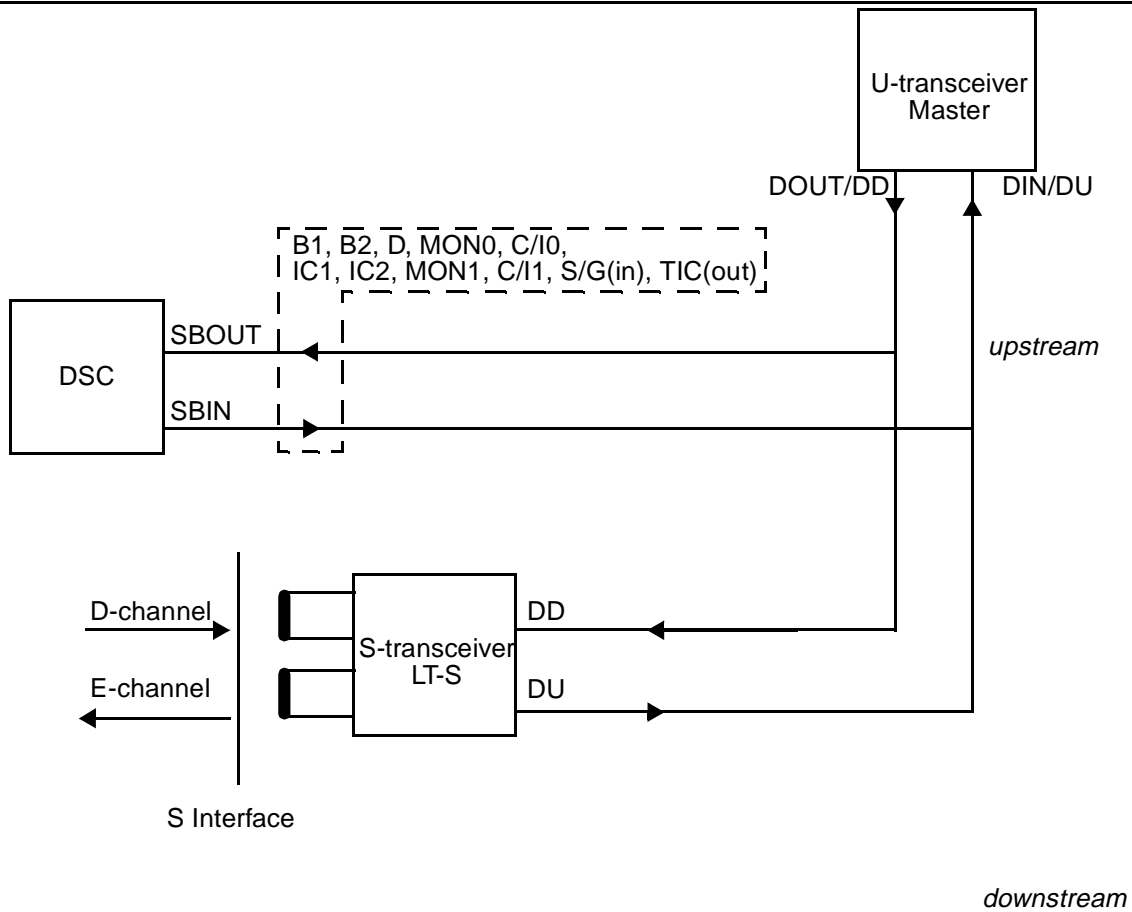 U-transceiver
Master
DOUT/DD
DIN/DU
B1, B2, D, MON0, C/I0,
IC1, IC2, MON1, C/I1, S/G(in), TIC(out)
SBOUT
upstream
DSC
SBIN
D-channel
DD
S-transceiver
LT-S
E-channel
DU
S Interface
downstream